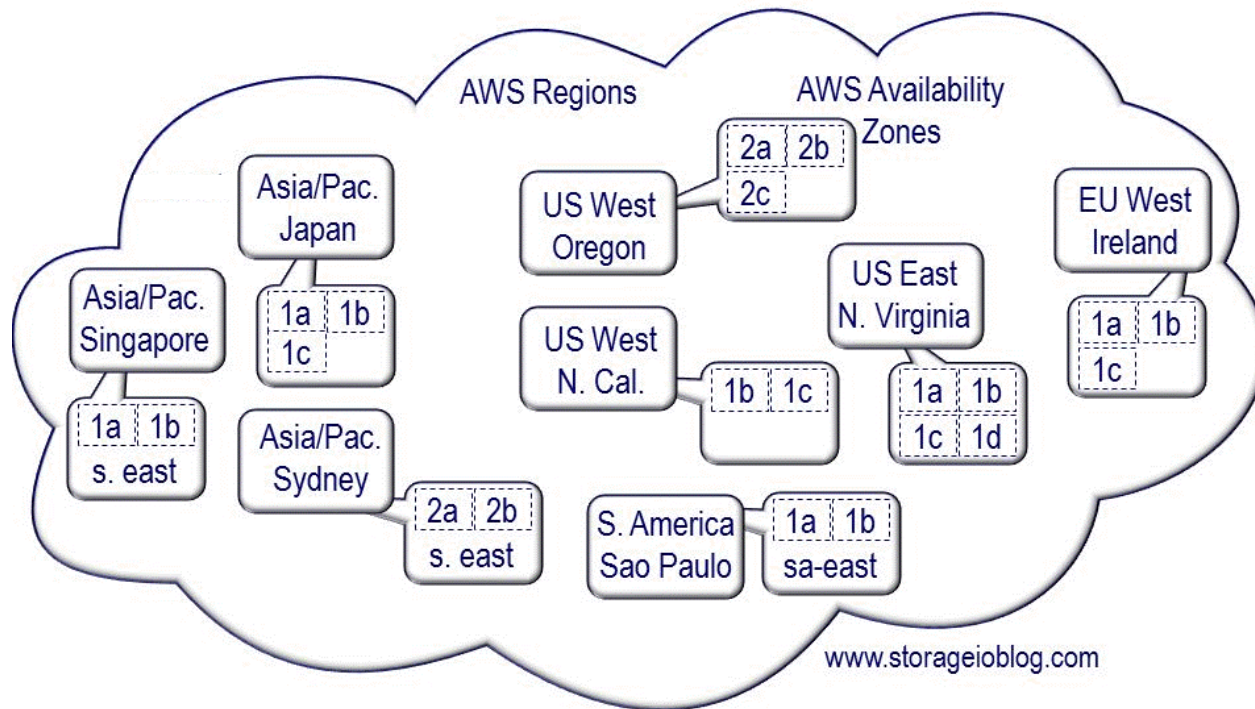 AWS Regions
AWS Availability
Zones
2a 2b
2c
US West
Oregon
Asia/Pac.
Japan
1a 1b
1c
Asia/Pac.
Singapore
1a 1b
s. east
Asia/Pac.
Sydney
2a 2b
s. east
US West
N. Cal.
1b 1c
US East
N. Virginia
1a 1b
1c 1d
EU West
Ireland
1a 1b
1c
S. America
Sao Paulo
1a 1b
sa-east
www.storageioblog.com